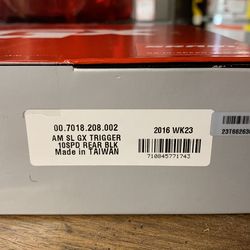 00.7018.208.002
2016 WK23
AM SL GX TRIGGER
10SPD REAR BLK
Made in TAIWAN
710845771743